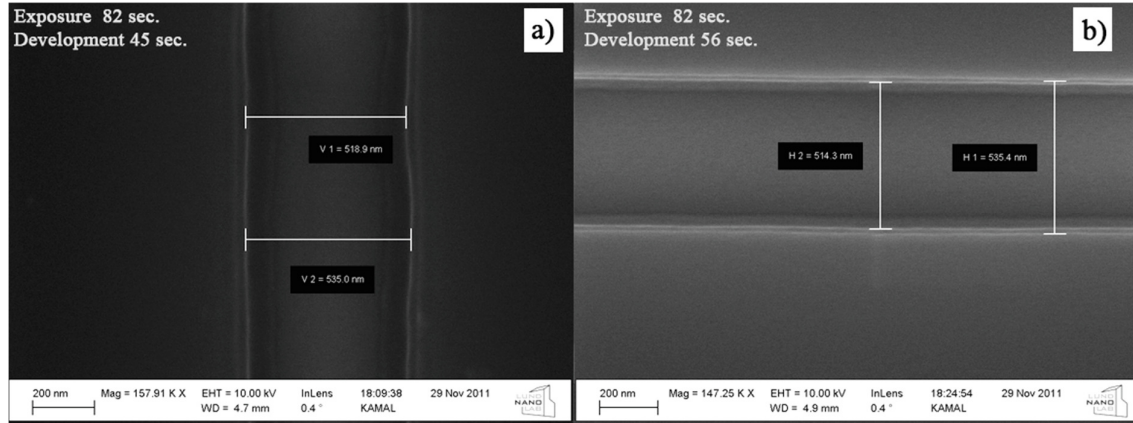 Exposure 82 sec.
Development 45 sec.
a)
V 1 = 518.9 nm
V 2 = 535.0 nm
200 nm
Mag = 157.91 K X
EHT = 10.00 kV
WD = 4.7 mm
InLens
0.4 °
18:09:38
KAMAL
29 Nov 2011
LUND
NANO
LAB
Exposure 82 sec.
Development 56 sec.
b)
H 2 = 514.3 nm
H 1 = 535.4 nm
200 nm
Mag = 147.25 K X
EHT = 10.00 kV
WD = 4.9 mm
InLens
0.4 °
18:24:54
KAMAL
29 Nov 2011
LUND
NANO
LAB